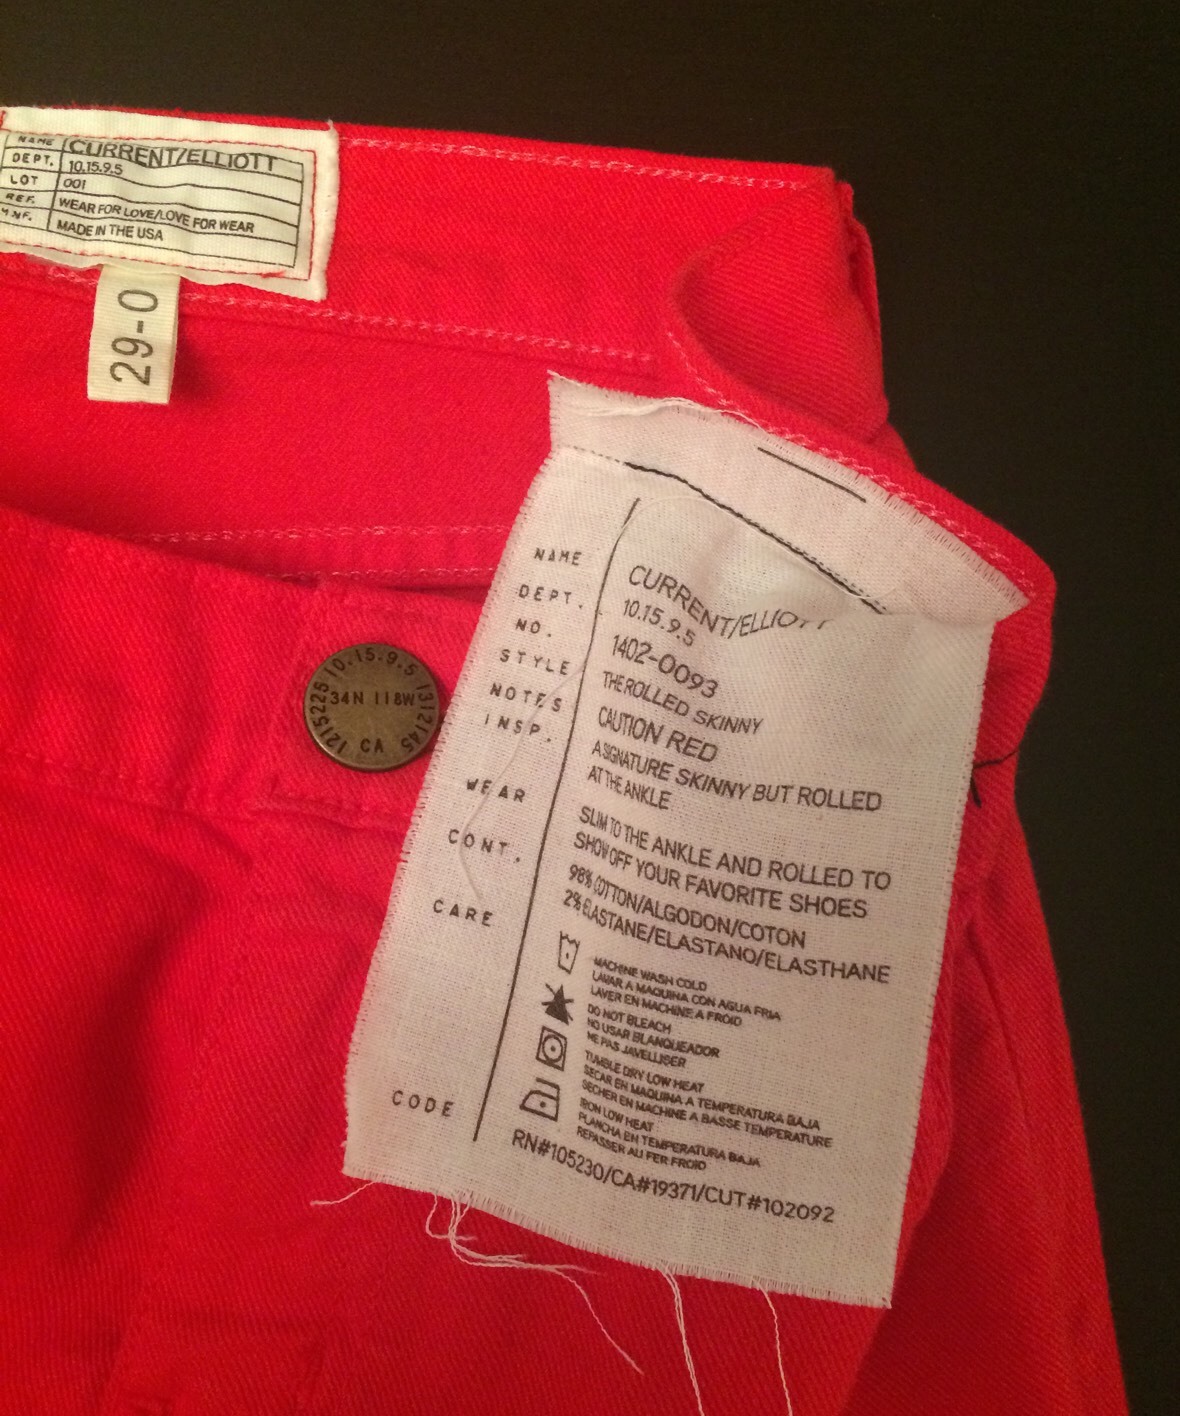 NAME CURRENT/ELLIOTT
DEPT. 10.15.9.5
LOT 001
REF. WEAR FOR LOVE/LOVE FOR WEAR
MNF. MADE IN THE USA
29-0
10.15.9.5
1215225 34N 118W 1312145
CA
NAME CURRENT/ELLIOTT
DEPT. 10.15.9.5
NO. 1402-0093
STYLE THE ROLLED SKINNY
NOTES CAUTION RED
INSP. A SIGNATURE SKINNY BUT ROLLED
AT THE ANKLE
WEAR SLIM TO THE ANKLE AND ROLLED TO
SHOW OFF YOUR FAVORITE SHOES
CONT. 98% COTTON/ALGODON/COTON
2% ELASTANE/ELASTANO/ELASTHANE
CARE MACHINE WASH COLD
LAVAR A MAQUINA CON AGUA FRIA
LAVER EN MACHINE A FROID
DO NOT BLEACH
NO USAR BLANQUEADOR
NE PAS JAVELLISER
TUMBLE DRY LOW HEAT
SECAR EN MAQUINA A TEMPERATURA BAJA
SECHER EN MACHINE A BASSE TEMPERATURE
IRON LOW HEAT
PLANCHA EN TEMPERATURA BAJA
REPASSER AU FER FROID
CODE RN#105230/CA#19371/CUT#102092